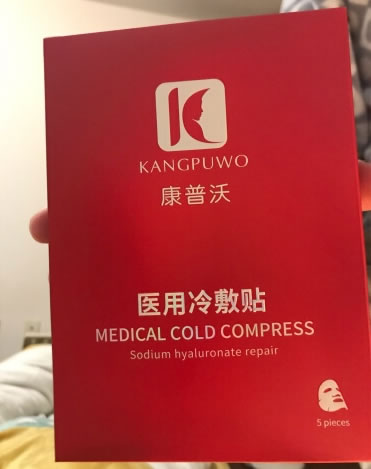 KANGPUWO
康普沃
医用冷敷贴
MEDICAL COLD COMPRESS
Sodium hyaluronate repair
5 pieces